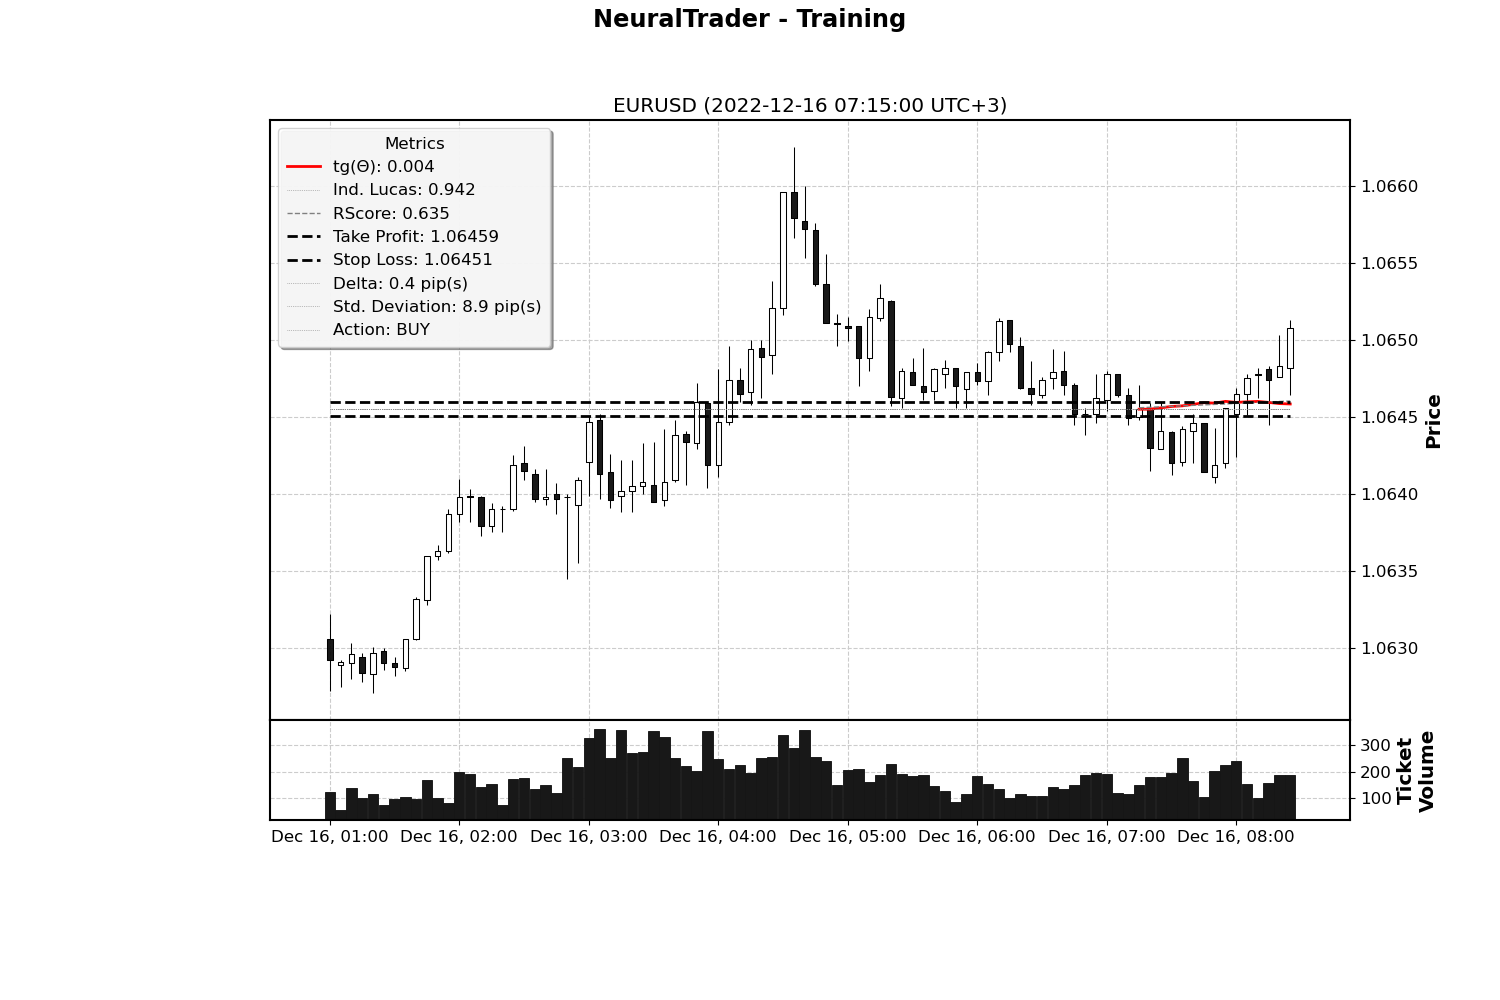 NeuralTrader - Training
EURUSD (2022-12-16 07:15:00 UTC+3)
Metrics
tg(Θ): 0.004
Ind. Lucas: 0.942
RScore: 0.635
Take Profit: 1.06459
Stop Loss: 1.06451
Delta: 0.4 pip(s)
Std. Deviation: 8.9 pip(s)
Action: BUY
1.0660
1.0655
1.0650
1.0645
1.0640
1.0635
1.0630
Price
300
200
100
Ticket
Volume
Dec 16, 01:00 Dec 16, 02:00 Dec 16, 03:00 Dec 16, 04:00 Dec 16, 05:00 Dec 16, 06:00 Dec 16, 07:00 Dec 16, 08:00